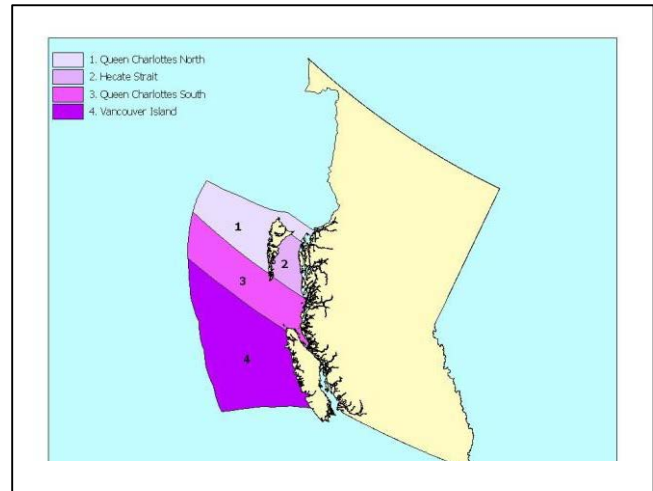 1. Queen Charlottes North
2. Hecate Strait
3. Queen Charlottes South
4. Vancouver Island
1
2
3
4